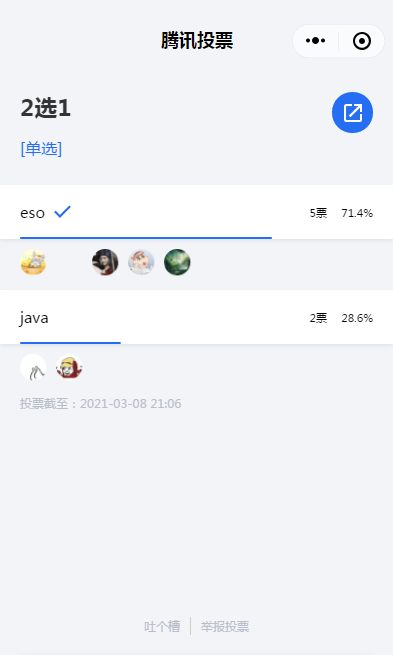 腾讯投票
2选1
[单选]
eso 5票 71.4%
java 2票 28.6%
投票截至：2021-03-08 21:06
吐个槽 举报投票